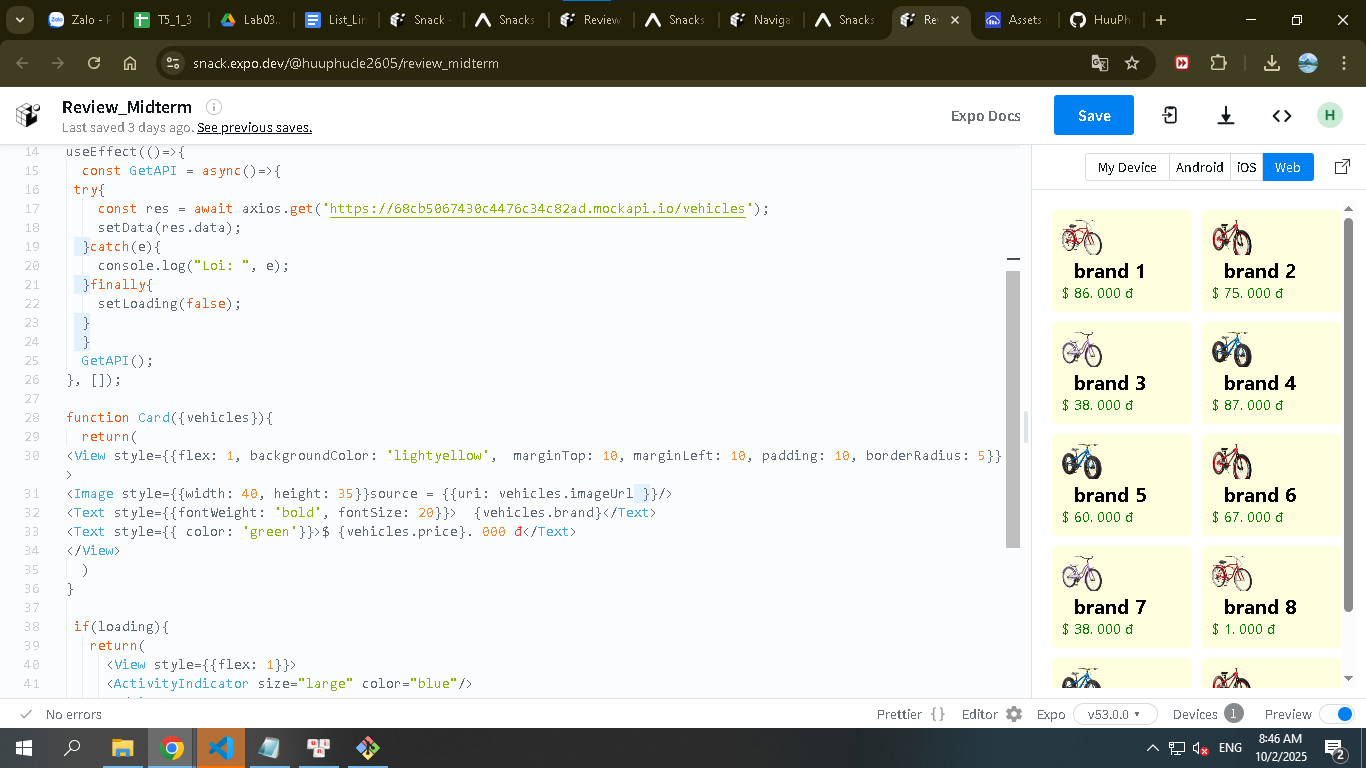 Zalo - F
T5_1_3
Lab03.
List_Lin
Snack -
Snacks
Review
Snacks
Naviga
Snacks
Re
Assets
HuuPh
snack.expo.dev/@huuphucle2605/review_midterm
Review_Midterm
Last saved 3 days ago. See previous saves.
Expo Docs
Save
H
14 useEffect(()=>{
15 const GetAPI = async()=>{
16 try{
17 const res = await axios.get('https://68cb5067430c4476c34c82ad.mockapi.io/vehicles');
18 setData(res.data);
19 }catch(e){
20 console.log("Loi: ", e);
21 }finally{
22 setLoading(false);
23 }
24 }
25 GetAPI();
26 }, []);
27
28 function Card({vehicles}){
29 return(
30 <View style={{flex: 1, backgroundColor: 'lightyellow', marginTop: 10, marginLeft: 10, padding: 10, borderRadius: 5}}
>
31 <Image style={{width: 40, height: 35}}source = {{uri: vehicles.imageUrl }}/>
32 <Text style={{fontWeight: 'bold', fontSize: 20}}> {vehicles.brand}</Text>
33 <Text style={{ color: 'green'}}>$ {vehicles.price}. 000 đ</Text>
34 </View>
35 )
36 }
37
38 if(loading){
39 return(
40 <View style={{flex: 1}}>
41 <ActivityIndicator size="large" color="blue"/>
My Device
Android
iOS
Web
brand 1
$ 86. 000 đ
brand 2
$ 75. 000 đ
brand 3
$ 38. 000 đ
brand 4
$ 87. 000 đ
brand 5
$ 60. 000 đ
brand 6
$ 67. 000 đ
brand 7
$ 38. 000 đ
brand 8
$ 1. 000 đ
No errors
Prettier { }
Editor
Expo
v53.0.0
Devices 1
Preview
ENG
8:46 AM
10/2/2025
2